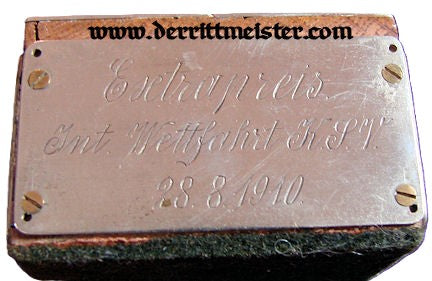 www.derrittmeister.com
Extrapreis
Int. Wettfahrt K.S.V.
28.8.1910.